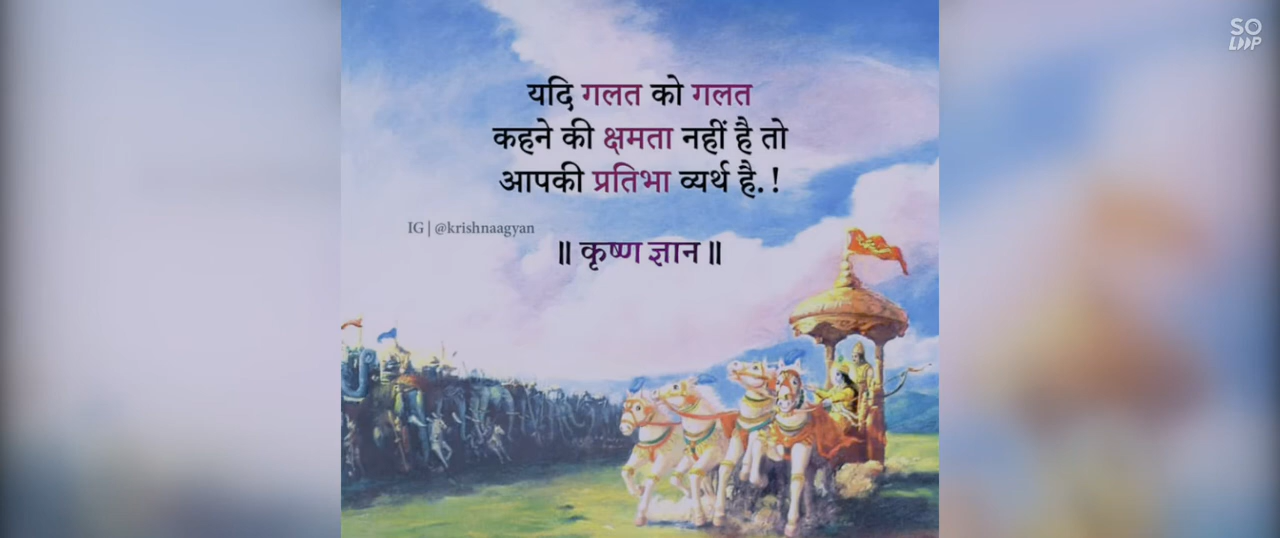 यदि गलत को गलत
कहने की क्षमता नहीं है तो
आपकी प्रतिभा व्यर्थ है.!
IG | @krishnaagyan
॥ कृष्ण ज्ञान ॥
SO
LOOP